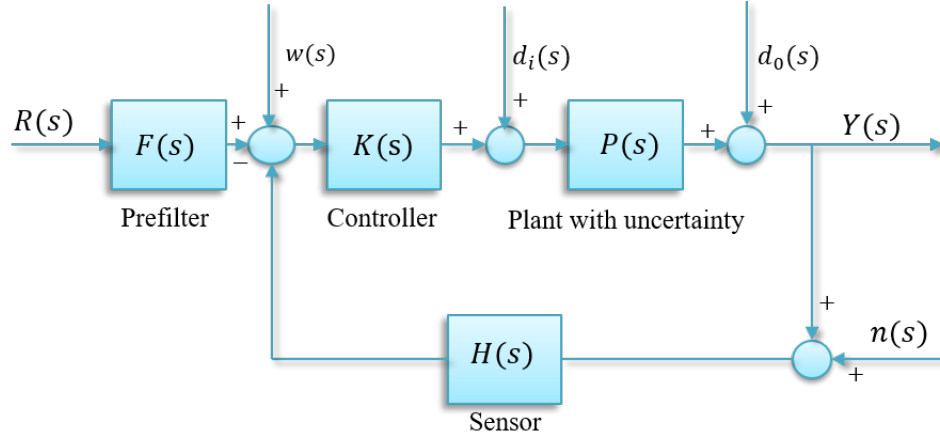 w(s)
d_i(s)
d_0(s)
+
+
+
R(s)
F(s)
+
−
K(s)
+
P(s)
+
Y(s)
Prefilter
Controller
Plant with uncertainty
+
n(s)
H(s)
+
Sensor